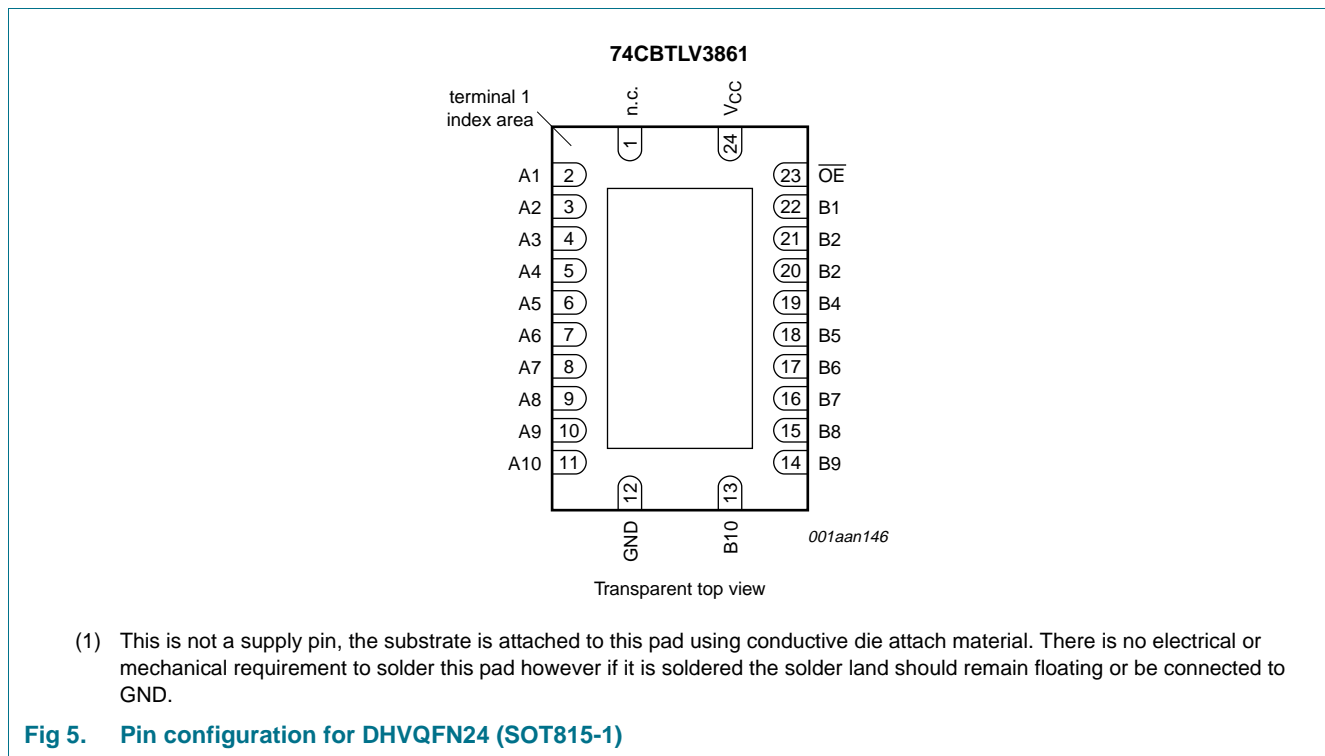 74CBTLV3861
terminal 1
index area
n.c.
VCC
1
24
A1 2 23 OE
A2 3 22 B1
A3 4 21 B2
A4 5 20 B2
A5 6 19 B4
A6 7 18 B5
A7 8 17 B6
A8 9 16 B7
A9 10 15 B8
A10 11 14 B9
12
13
GND
B10
001aan146
Transparent top view
(1) This is not a supply pin, the substrate is attached to this pad using conductive die attach material. There is no electrical or
mechanical requirement to solder this pad however if it is soldered the solder land should remain floating or be connected to
GND.
Fig 5. Pin configuration for DHVQFN24 (SOT815-1)